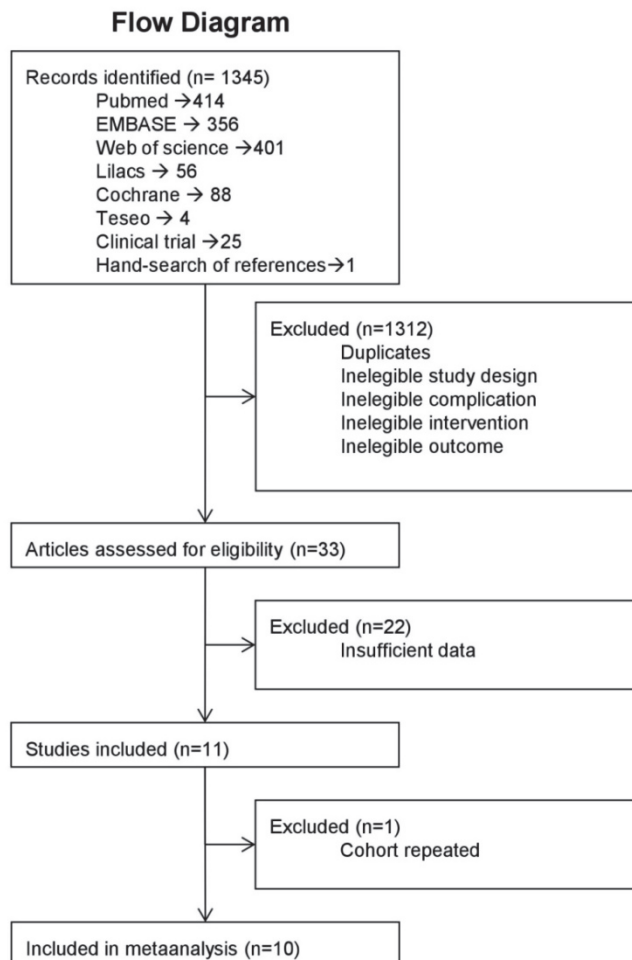 Flow Diagram
Records identified (n= 1345)
Pubmed →414
EMBASE → 356
Web of science →401
Lilacs → 56
Cochrane → 88
Teseo → 4
Clinical trial →25
Hand-search of references→1
Excluded (n=1312)
Duplicates
Inelegible study design
Inelegible complication
Inelegible intervention
Inelegible outcome
Articles assessed for eligibility (n=33)
Excluded (n=22)
Insufficient data
Studies included (n=11)
Excluded (n=1)
Cohort repeated
Included in metaanalysis (n=10)